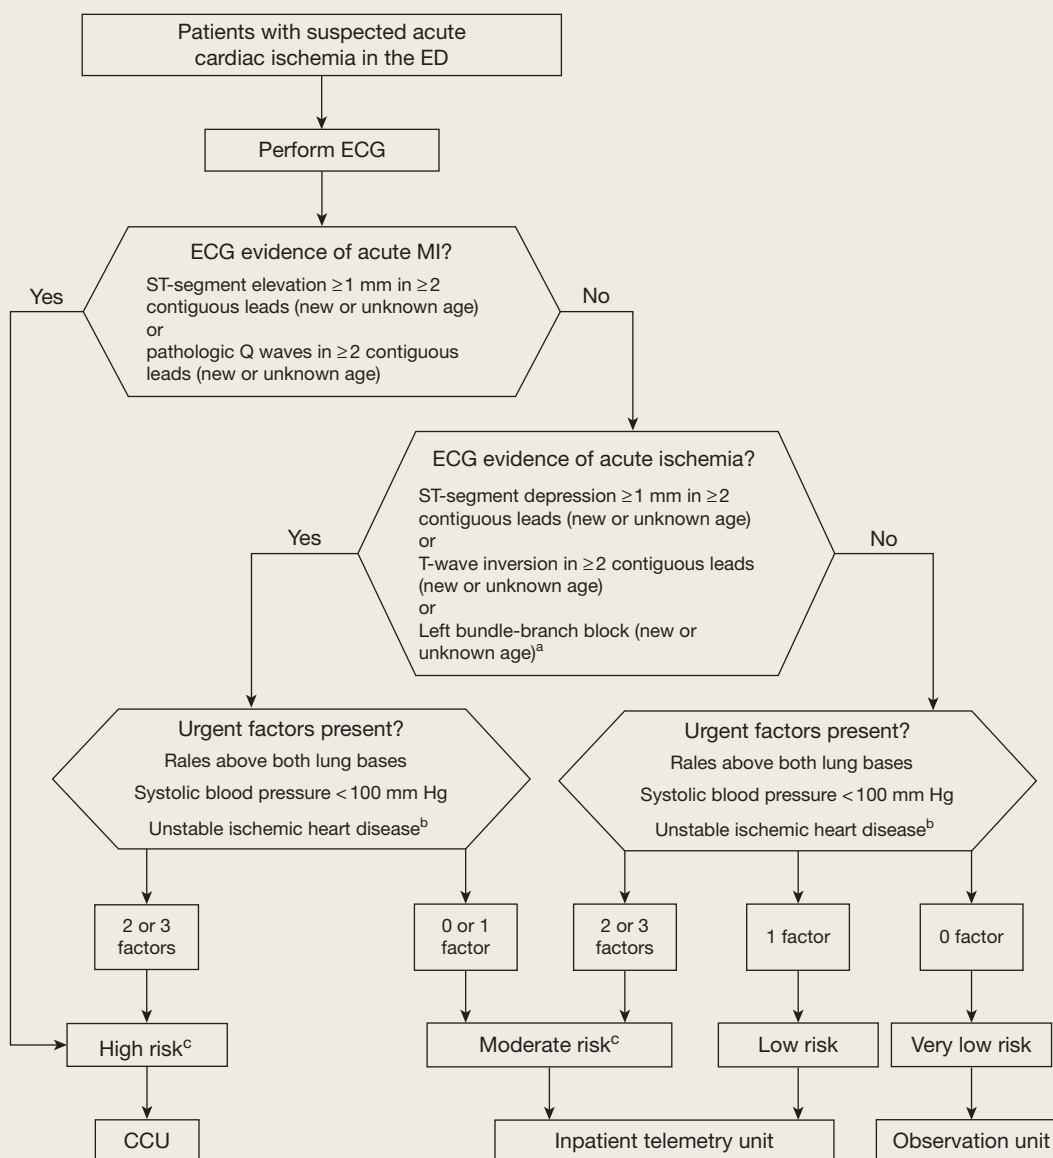 Patients with suspected acute
cardiac ischemia in the ED
Perform ECG
ECG evidence of acute MI?
ST-segment elevation ≥1 mm in ≥2
contiguous leads (new or unknown age)
or
pathologic Q waves in ≥2 contiguous
leads (new or unknown age)
Yes
No
ECG evidence of acute ischemia?
ST-segment depression ≥1 mm in ≥2
contiguous leads (new or unknown age)
or
T-wave inversion in ≥2 contiguous leads
(new or unknown age)
or
Left bundle-branch block (new or
unknown age)a
Yes
No
Urgent factors present?
Rales above both lung bases
Systolic blood pressure <100 mm Hg
Unstable ischemic heart diseaseb
Urgent factors present?
Rales above both lung bases
Systolic blood pressure <100 mm Hg
Unstable ischemic heart diseaseb
2 or 3
factors
0 or 1
factor
2 or 3
factors
1 factor
0 factor
High riskc
Moderate riskc
Low risk
Very low risk
CCU
Inpatient telemetry unit
Observation unit